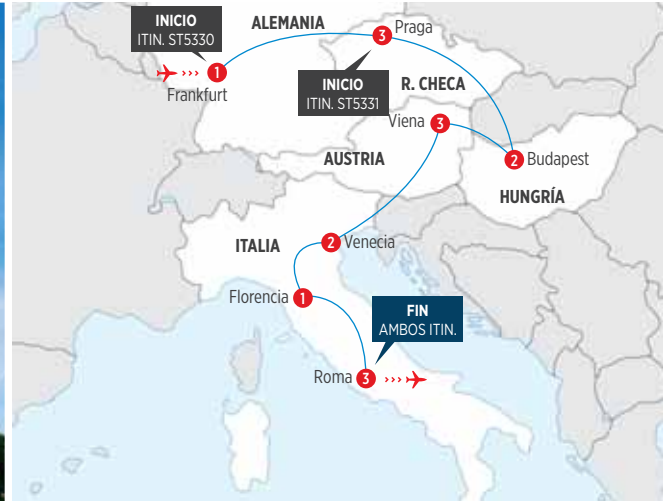 INICIO
ITIN. ST5330
ALEMANIA
3 Praga
1
Frankfurt
INICIO
ITIN. ST5331
R. CHECA
Viena 3
2 Budapest
AUSTRIA
HUNGRÍA
ITALIA
2 Venecia
Florencia 1
FIN
AMBOS ITIN.
Roma 3